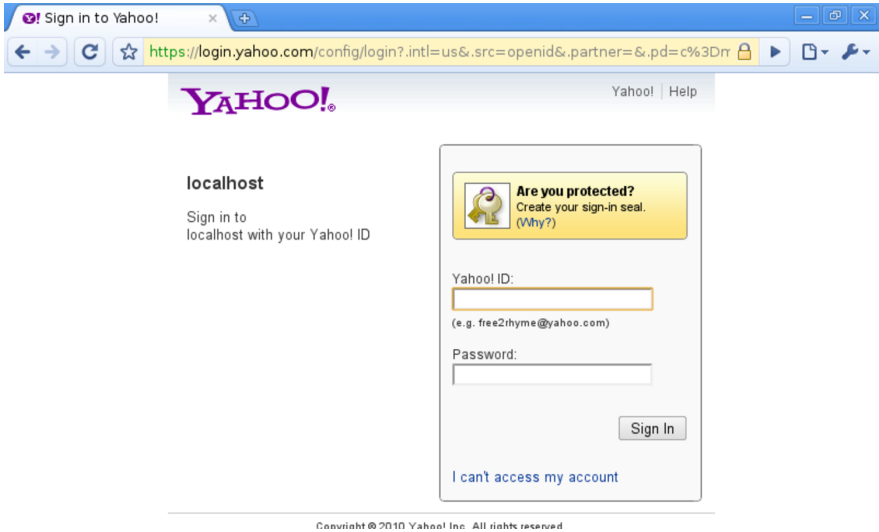 Sign in to Yahoo!
https://login.yahoo.com/config/login?.intl=us&.src=openid&.partner=&.pd=c%3Dm
YAHOO!®
Yahoo! | Help
localhost
Sign in to
localhost with your Yahoo! ID
Are you protected?
Create your sign-in seal.
(Why?)
Yahoo! ID:
(e.g. free2rhyme@yahoo.com)
Password:
Sign In
I can't access my account
Copyright © 2010 Yahoo! Inc. All rights reserved